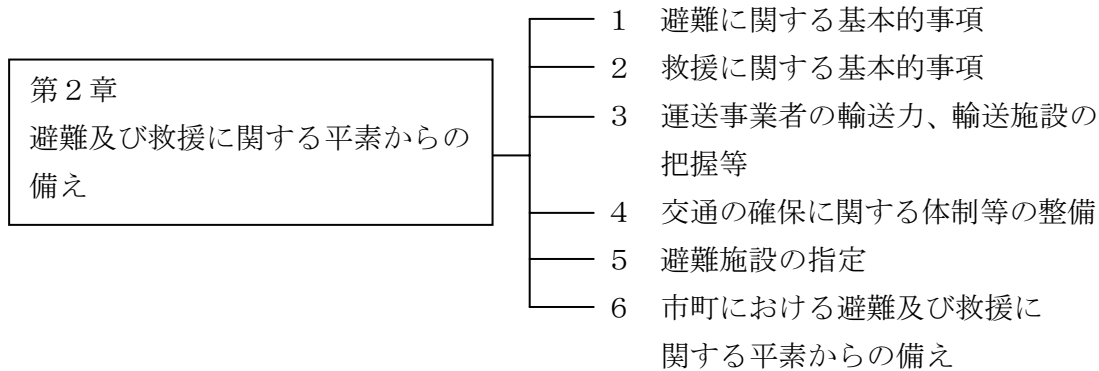 第２章
避難及び救援に関する平素からの
備え
１　避難に関する基本的事項
２　救援に関する基本的事項
３　運送事業者の輸送力、輸送施設の
把握等
４　交通の確保に関する体制等の整備
５　避難施設の指定
６　市町における避難及び救援に
関する平素からの備え